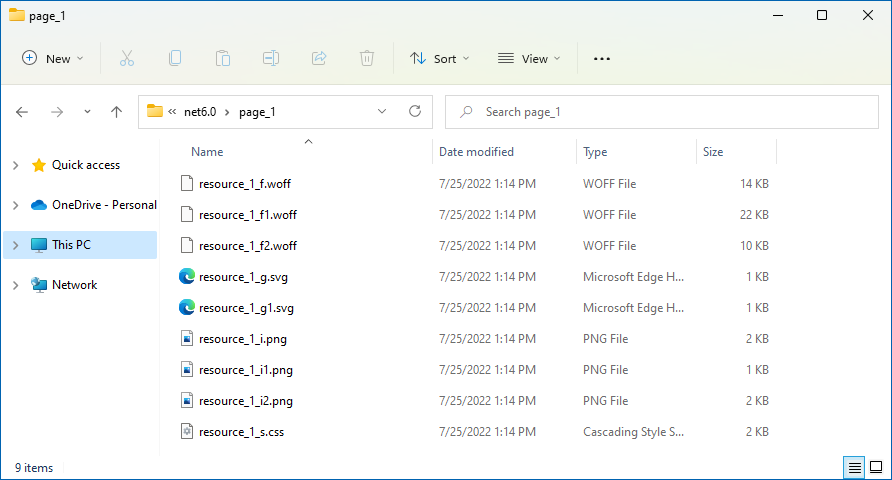 page_1
New
Sort
View
net6.0 page_1
Search page_1
Name Date modified Type Size
Quick access
OneDrive - Personal
This PC
Network
resource_1_f.woff 7/25/2022 1:14 PM WOFF File 14 KB
resource_1_f1.woff 7/25/2022 1:14 PM WOFF File 22 KB
resource_1_f2.woff 7/25/2022 1:14 PM WOFF File 10 KB
resource_1_g.svg 7/25/2022 1:14 PM Microsoft Edge H... 1 KB
resource_1_g1.svg 7/25/2022 1:14 PM Microsoft Edge H... 1 KB
resource_1_i.png 7/25/2022 1:14 PM PNG File 2 KB
resource_1_i1.png 7/25/2022 1:14 PM PNG File 1 KB
resource_1_i2.png 7/25/2022 1:14 PM PNG File 2 KB
resource_1_s.css 7/25/2022 1:14 PM Cascading Style S... 2 KB
9 items